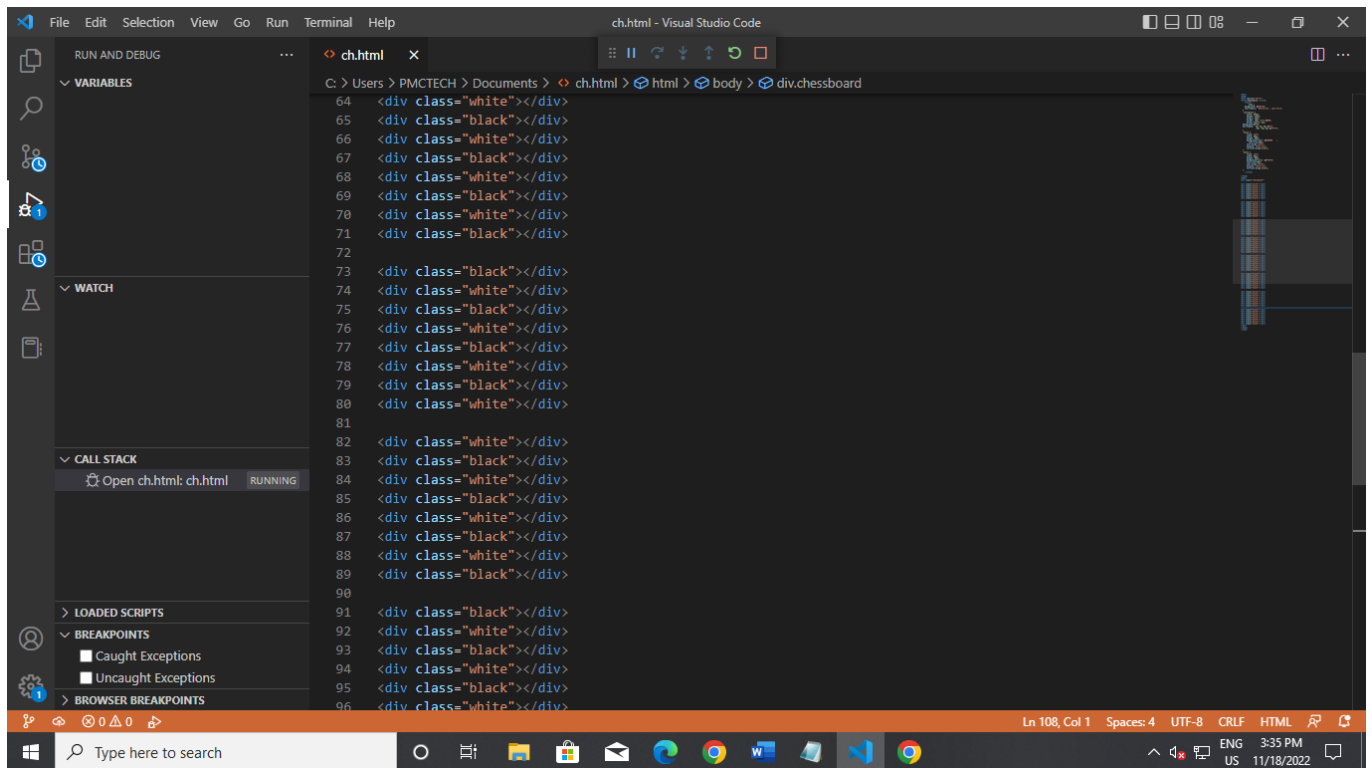 File Edit Selection View Go Run Terminal Help ch.html - Visual Studio Code
RUN AND DEBUG
VARIABLES
WATCH
CALL STACK
Open ch.html: ch.html RUNNING
LOADED SCRIPTS
BREAKPOINTS
Caught Exceptions
Uncaught Exceptions
BROWSER BREAKPOINTS
1
1
ch.html
C: > Users > PMCTECH > Documents > ch.html > html > body > div.chessboard
64 <div class="white"></div>
65 <div class="black"></div>
66 <div class="white"></div>
67 <div class="black"></div>
68 <div class="white"></div>
69 <div class="black"></div>
70 <div class="white"></div>
71 <div class="black"></div>
72
73 <div class="black"></div>
74 <div class="white"></div>
75 <div class="black"></div>
76 <div class="white"></div>
77 <div class="black"></div>
78 <div class="white"></div>
79 <div class="black"></div>
80 <div class="white"></div>
81
82 <div class="white"></div>
83 <div class="black"></div>
84 <div class="white"></div>
85 <div class="black"></div>
86 <div class="white"></div>
87 <div class="black"></div>
88 <div class="white"></div>
89 <div class="black"></div>
90
91 <div class="black"></div>
92 <div class="white"></div>
93 <div class="black"></div>
94 <div class="white"></div>
95 <div class="black"></div>
96 <div class="white"></div>
0 0 Ln 108, Col 1 Spaces: 4 UTF-8 CRLF HTML
Type here to search
ENG 3:35 PM
US 11/18/2022